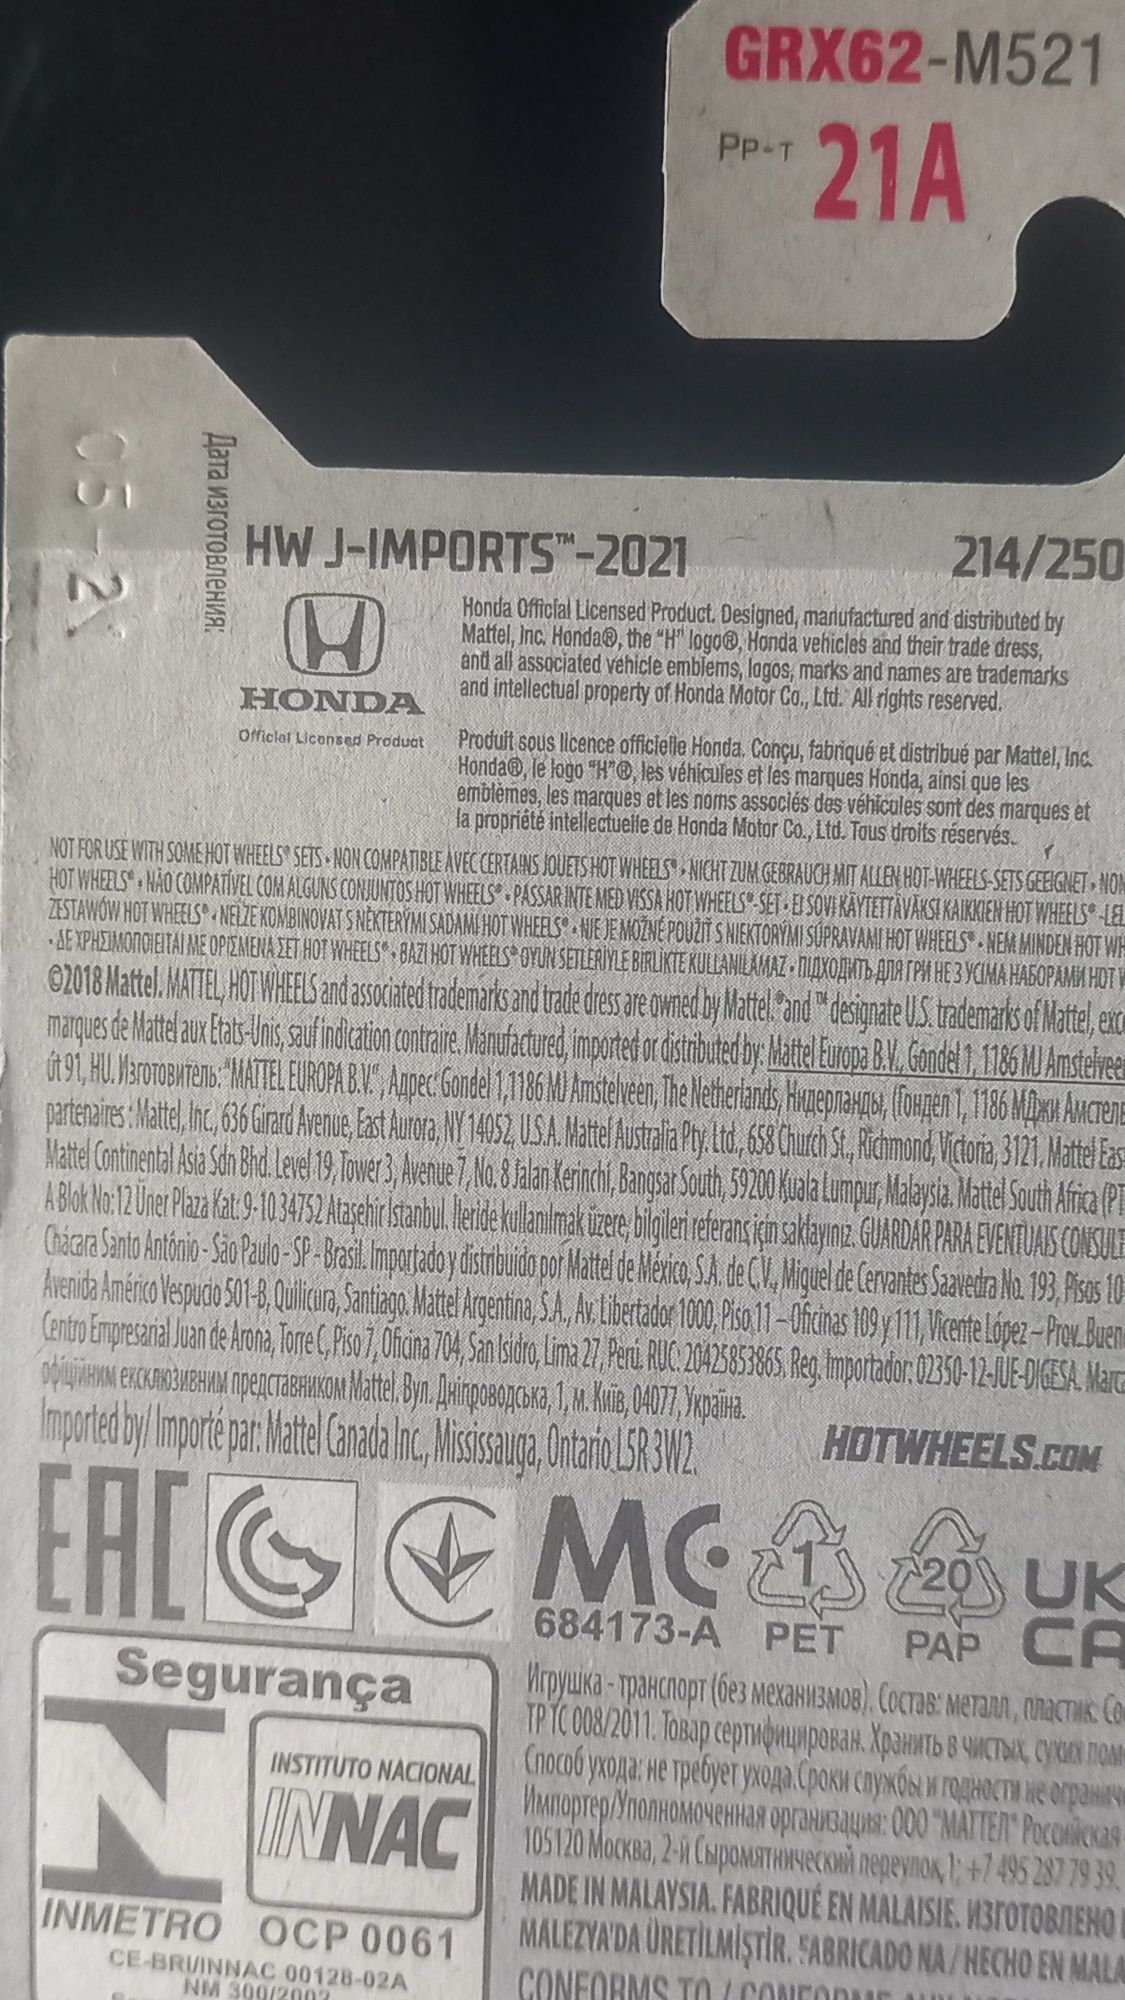 GRX62-M521
PP-T 21A
05-2
Дата изготовления:
HW J-IMPORTS™-2021 214/250
HONDA
Official Licensed Product
Honda Official Licensed Product. Designed, manufactured and distributed by
Mattel, Inc. Honda®, the "H" logo®, Honda vehicles and their trade dress,
and all associated vehicle emblems, logos, marks and names are trademarks
and intellectual property of Honda Motor Co., Ltd. All rights reserved.
Produit sous licence officielle Honda. Conçu, fabriqué et distribué par Mattel, Inc.
Honda®, le logo "H"®, les véhicules et les marques Honda, ainsi que les
emblèmes, les marques et les noms associés des véhicules sont des marques et
la propriété intellectuelle de Honda Motor Co., Ltd. Tous droits réservés.
NOT FOR USE WITH SOME HOT WHEELS® SETS • NON COMPATIBLE AVEC CERTAINS JOUETS HOT WHEELS® • NICHT ZUM GEBRAUCH MIT ALLEN HOT-WHEELS-SETS GEEIGNET • NON
HOT WHEELS® • NÃO COMPATÍVEL COM ALGUNS CONJUNTOS HOT WHEELS® • PASSAR INTE MED VISSA HOT WHEELS®-SET • EI SOVI KÄYTETTÄVÄKSI KAIKKIEN HOT WHEELS® -LEI
ZESTAWÓW HOT WHEELS® • NELZE KOMBINOVAT S NĚKTERÝMI SADAMI HOT WHEELS® • NIE JE MOŽNÉ POUŽIŤ S NIEKTORÝMI SÚPRAVAMI HOT WHEELS® • NEM MINDEN HOT WH
• ΔΕ ΧΡΗΣΙΜΟΠΟΙΕΙΤΑΙ ΜΕ ΟΡΙΣΜΕΝΑ ΣΕΤ HOT WHEELS® • BAZI HOT WHEELS® OYUN SETLERİYLE BİRLİKTE KULLANILAMAZ • ПІДХОДИТЬ ДЛЯ ГРИ НЕ З УСІМА НАБОРАМИ HOT W
©2018 Mattel. MATTEL, HOT WHEELS and associated trademarks and trade dress are owned by Mattel. ®and ™ designate U.S. trademarks of Mattel, exc
marques de Mattel aux États-Unis, sauf indication contraire. Manufactured, imported or distributed by: Mattel Europa B.V., Gondel 1, 1186 MJ Amstelveen
út 91, HU. Изготовитель: "MATTEL EUROPA B.V.", Адрес: Gondel 1, 1186 MJ Amstelveen, The Netherlands, Нидерланды, (Гондел 1, 1186 МДжи Амстеле
partenaires : Mattel, Inc., 636 Girard Avenue, East Aurora, NY 14052, U.S.A. Mattel Australia Pty. Ltd., 658 Church St., Richmond, Victoria, 3121. Mattel Eas
Mattel Continental Asia Sdn Bhd. Level 19, Tower 3, Avenue 7, No. 8 Jalan Kerinchi, Bangsar South, 59200 Kuala Lumpur, Malaysia. Mattel South Africa (PT
A Blok No:12 Üner Plaza Kat: 9-10 34752 Ataşehir İstanbul. İleride kullanılmak üzere, bilgileri referans için saklayınız. GUARDAR PARA EVENTUAIS CONSULT
Chácara Santo Antônio - São Paulo - SP - Brasil. Importado y distribuido por Mattel de México, S.A. de C.V., Miguel de Cervantes Saavedra No. 193, Pisos 10
Avenida Américo Vespucio 501-B, Quilicura, Santiago. Mattel Argentina, S.A., Av. Libertador 1000, Piso 11 – Oficinas 109 y 111, Vicente López – Prov. Buen
Centro Empresarial Juan de Arona, Torre C, Piso 7, Oficina 704, San Isidro, Lima 27, Perú. RUC: 20425853865. Reg. Importador: 02350-12-JUE-DIGESA. Marca
офіційним ексклюзивним представником Mattel. Вул. Дніпроводська, 1, м. Київ, 04077, Україна.
Imported by/ Importé par: Mattel Canada Inc., Mississauga, Ontario L5R 3W2.
HOTWHEELS.COM
EAC
MC
684173-A
1
PET
20
PAP
UK
CA
Segurança
INSTITUTO NACIONAL
INNAC
INMETRO OCP 0061
CE-BRI/INNAC 00128-02A
NM 300/2002
Игрушка - транспорт (без механизмов). Состав: металл, пластик. Со
ТР ТС 008/2011. Товар сертифицирован. Хранить в чистых, сухих пом
Способ ухода: не требует ухода. Сроки службы и годности не огранич
Импортер/Уполномоченная организация: ООО "МАТТЕЛ" Российская
105120 Москва, 2-й Сыромятнический переулок, 1; +7 495 287 79 39.
MADE IN MALAYSIA. FABRIQUÉ EN MALAISIE. ИЗГОТОВЛЕНО
MALEZYA'DA ÜRETİLMİŞTİR. FABRICADO NA / HECHO EN MALA
CONFORMS TO /